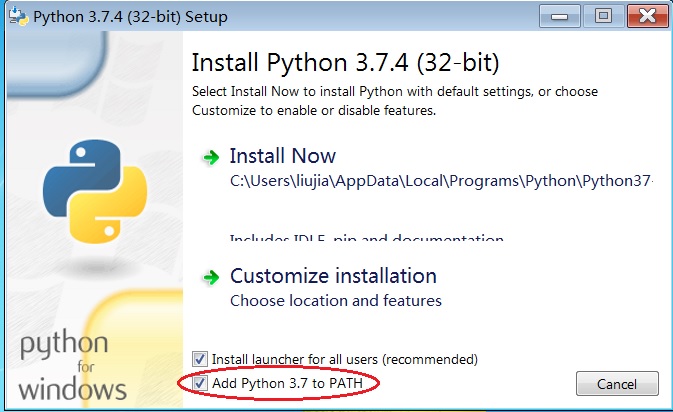 Python 3.7.4 (32-bit) Setup
Install Python 3.7.4 (32-bit)
Select Install Now to install Python with default settings, or choose
Customize to enable or disable features.
Install Now
C:\Users\liujia\AppData\Local\Programs\Python\Python37-
Includes IDLE, pip and documentation
Customize installation
Choose location and features
Install launcher for all users (recommended)
Add Python 3.7 to PATH
python
for
windows
Cancel